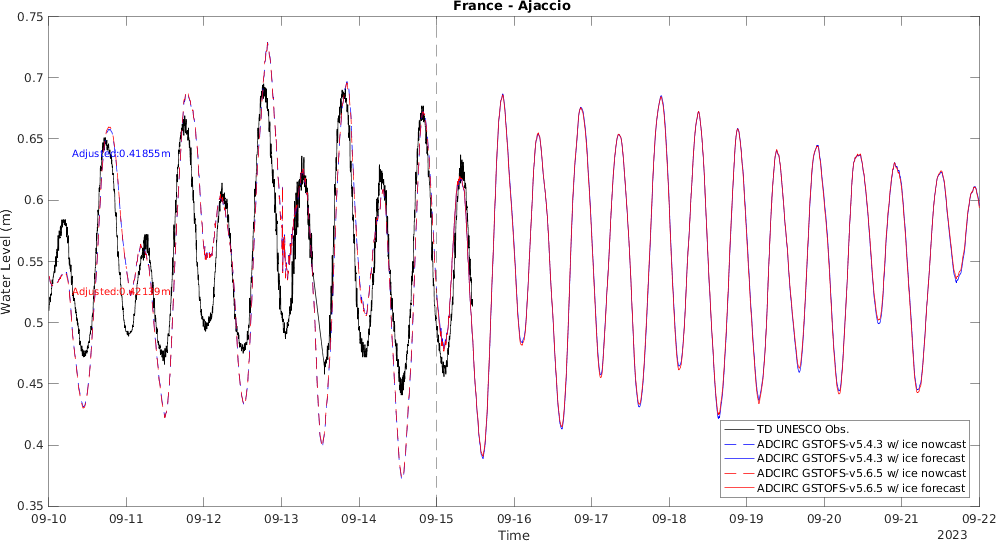 France - Ajaccio
0.75
0.7
0.65
0.6
0.55
0.5
0.45
0.4
0.35
Water Level (m)
Adjusted:0.41855m
Adjusted:0.42139m
TD UNESCO Obs.
ADCIRC GSTOFS-v5.4.3 w/ ice nowcast
ADCIRC GSTOFS-v5.4.3 w/ ice forecast
ADCIRC GSTOFS-v5.6.5 w/ ice nowcast
ADCIRC GSTOFS-v5.6.5 w/ ice forecast
09-10 09-11 09-12 09-13 09-14 09-15 09-16 09-17 09-18 09-19 09-20 09-21 09-22
Time
2023